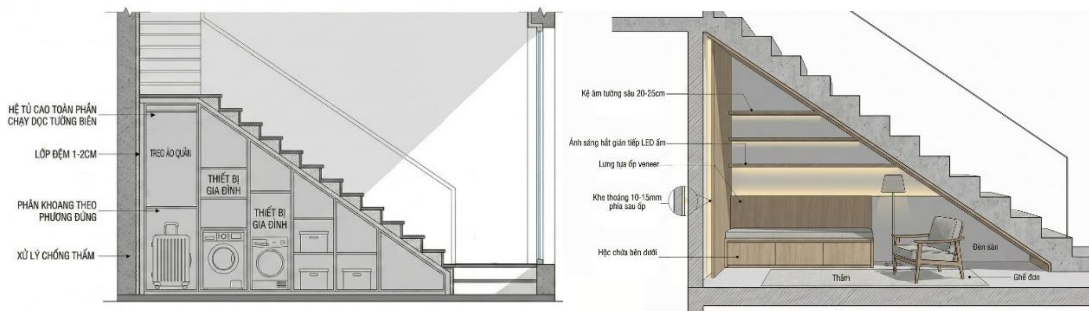 HỆ TỦ CAO TOÀN PHẦN
CHẠY DỌC TƯỜNG BIÊN
LỚP ĐỆM 1-2CM
PHÂN KHOANG THEO
PHƯƠNG ĐỨNG
XỬ LÝ CHỐNG THẤM
TREO ÁO QUẦN
THIẾT BỊ
GIA ĐÌNH
THIẾT BỊ
GIA ĐÌNH
Kệ âm tường sâu 20-25cm
Ánh sáng hắt gián tiếp LED ấm
Lưng tựa ốp veneer
Khe thoáng 10-15mm
phía sau ốp
Hộc chứa bên dưới
Thảm
Đèn sàn
Ghế đơn